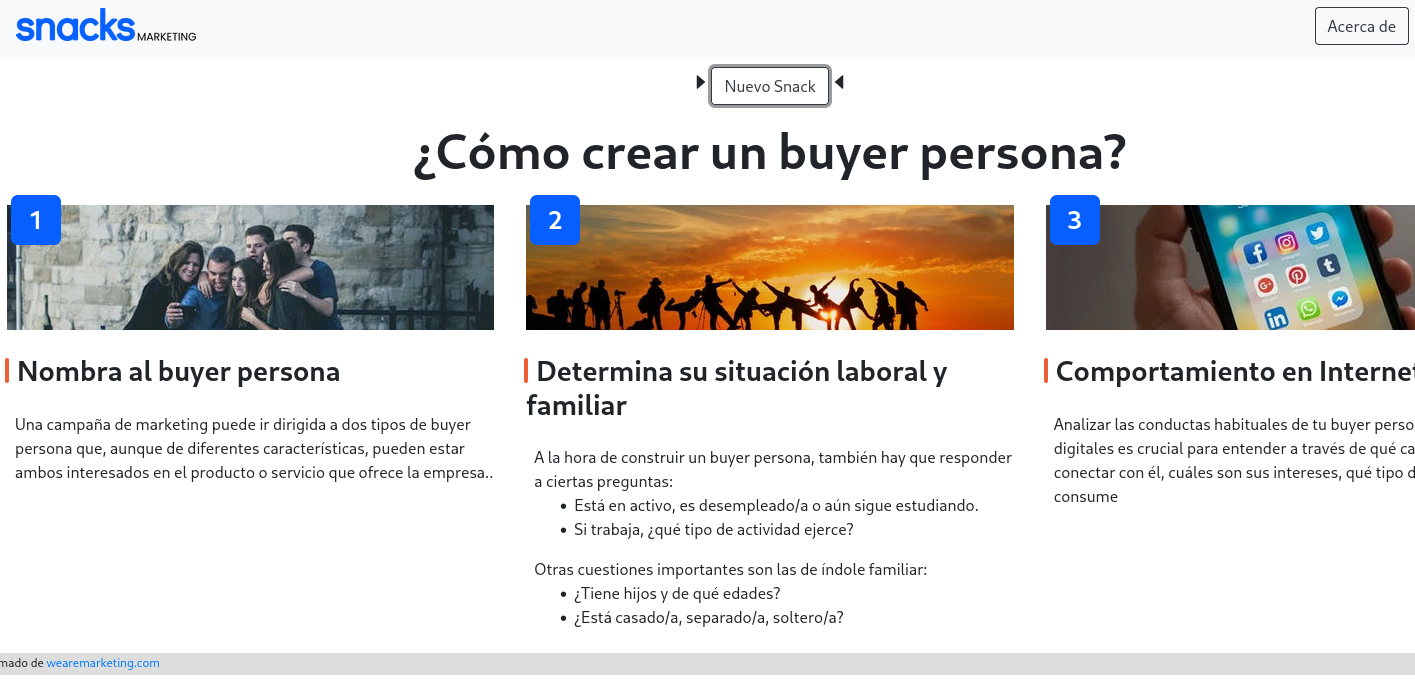 snacks MARKETING
Acerca de
Nuevo Snack
¿Cómo crear un buyer persona?
1
Nombra al buyer persona
Una campaña de marketing puede ir dirigida a dos tipos de buyer
persona que, aunque de diferentes características, pueden estar
ambos interesados en el producto o servicio que ofrece la empresa..
2
Determina su situación laboral y
familiar
A la hora de construir un buyer persona, también hay que responder
a ciertas preguntas:
• Está en activo, es desempleado/a o aún sigue estudiando.
• Si trabaja, ¿qué tipo de actividad ejerce?
Otras cuestiones importantes son las de índole familiar:
• ¿Tiene hijos y de qué edades?
• ¿Está casado/a, separado/a, soltero/a?
3
Comportamiento en Internet
Analizar las conductas habituales de tu buyer perso
digitales es crucial para entender a través de qué ca
conectar con él, cuáles son sus intereses, qué tipo d
consume
mado de wearemarketing.com